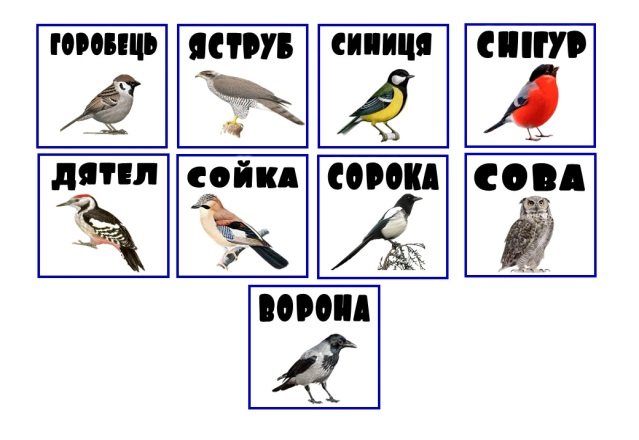 ГОРОБЕЦЬ
ЯСТРУБ
СИНИЦЯ
СНІГУР
ДЯТЕЛ
СОЙКА
СОРОКА
СОВА
ВОРОНА